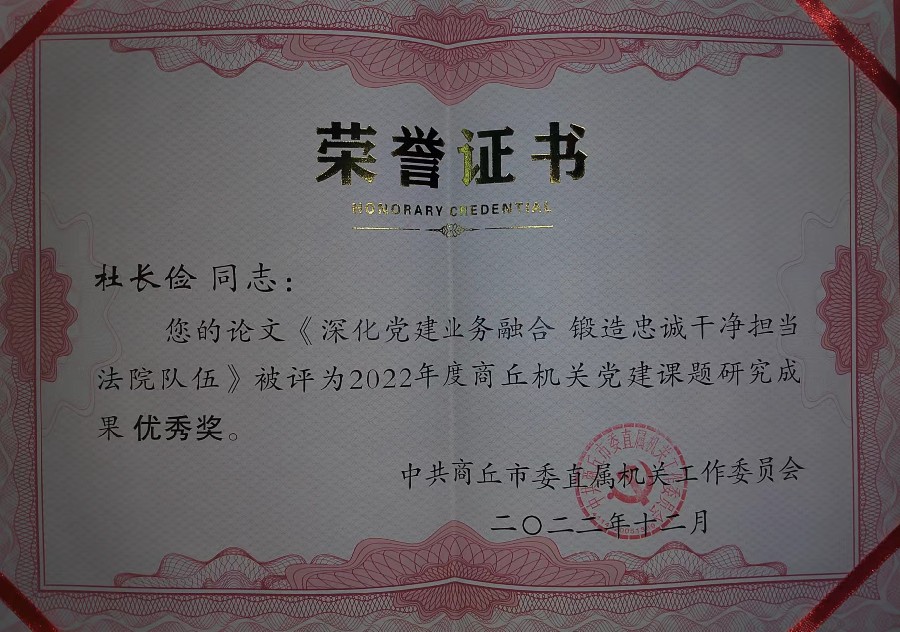 荣誉证书
HONORARY CREDENTIAL
杜长俭 同志：
您的论文《深化党建业务融合 锻造忠诚干净担当
法院队伍》被评为2022年度商丘机关党建课题研究成
果 优秀奖。
中共商丘市委直属机关工作委员会
二〇二二年十二月